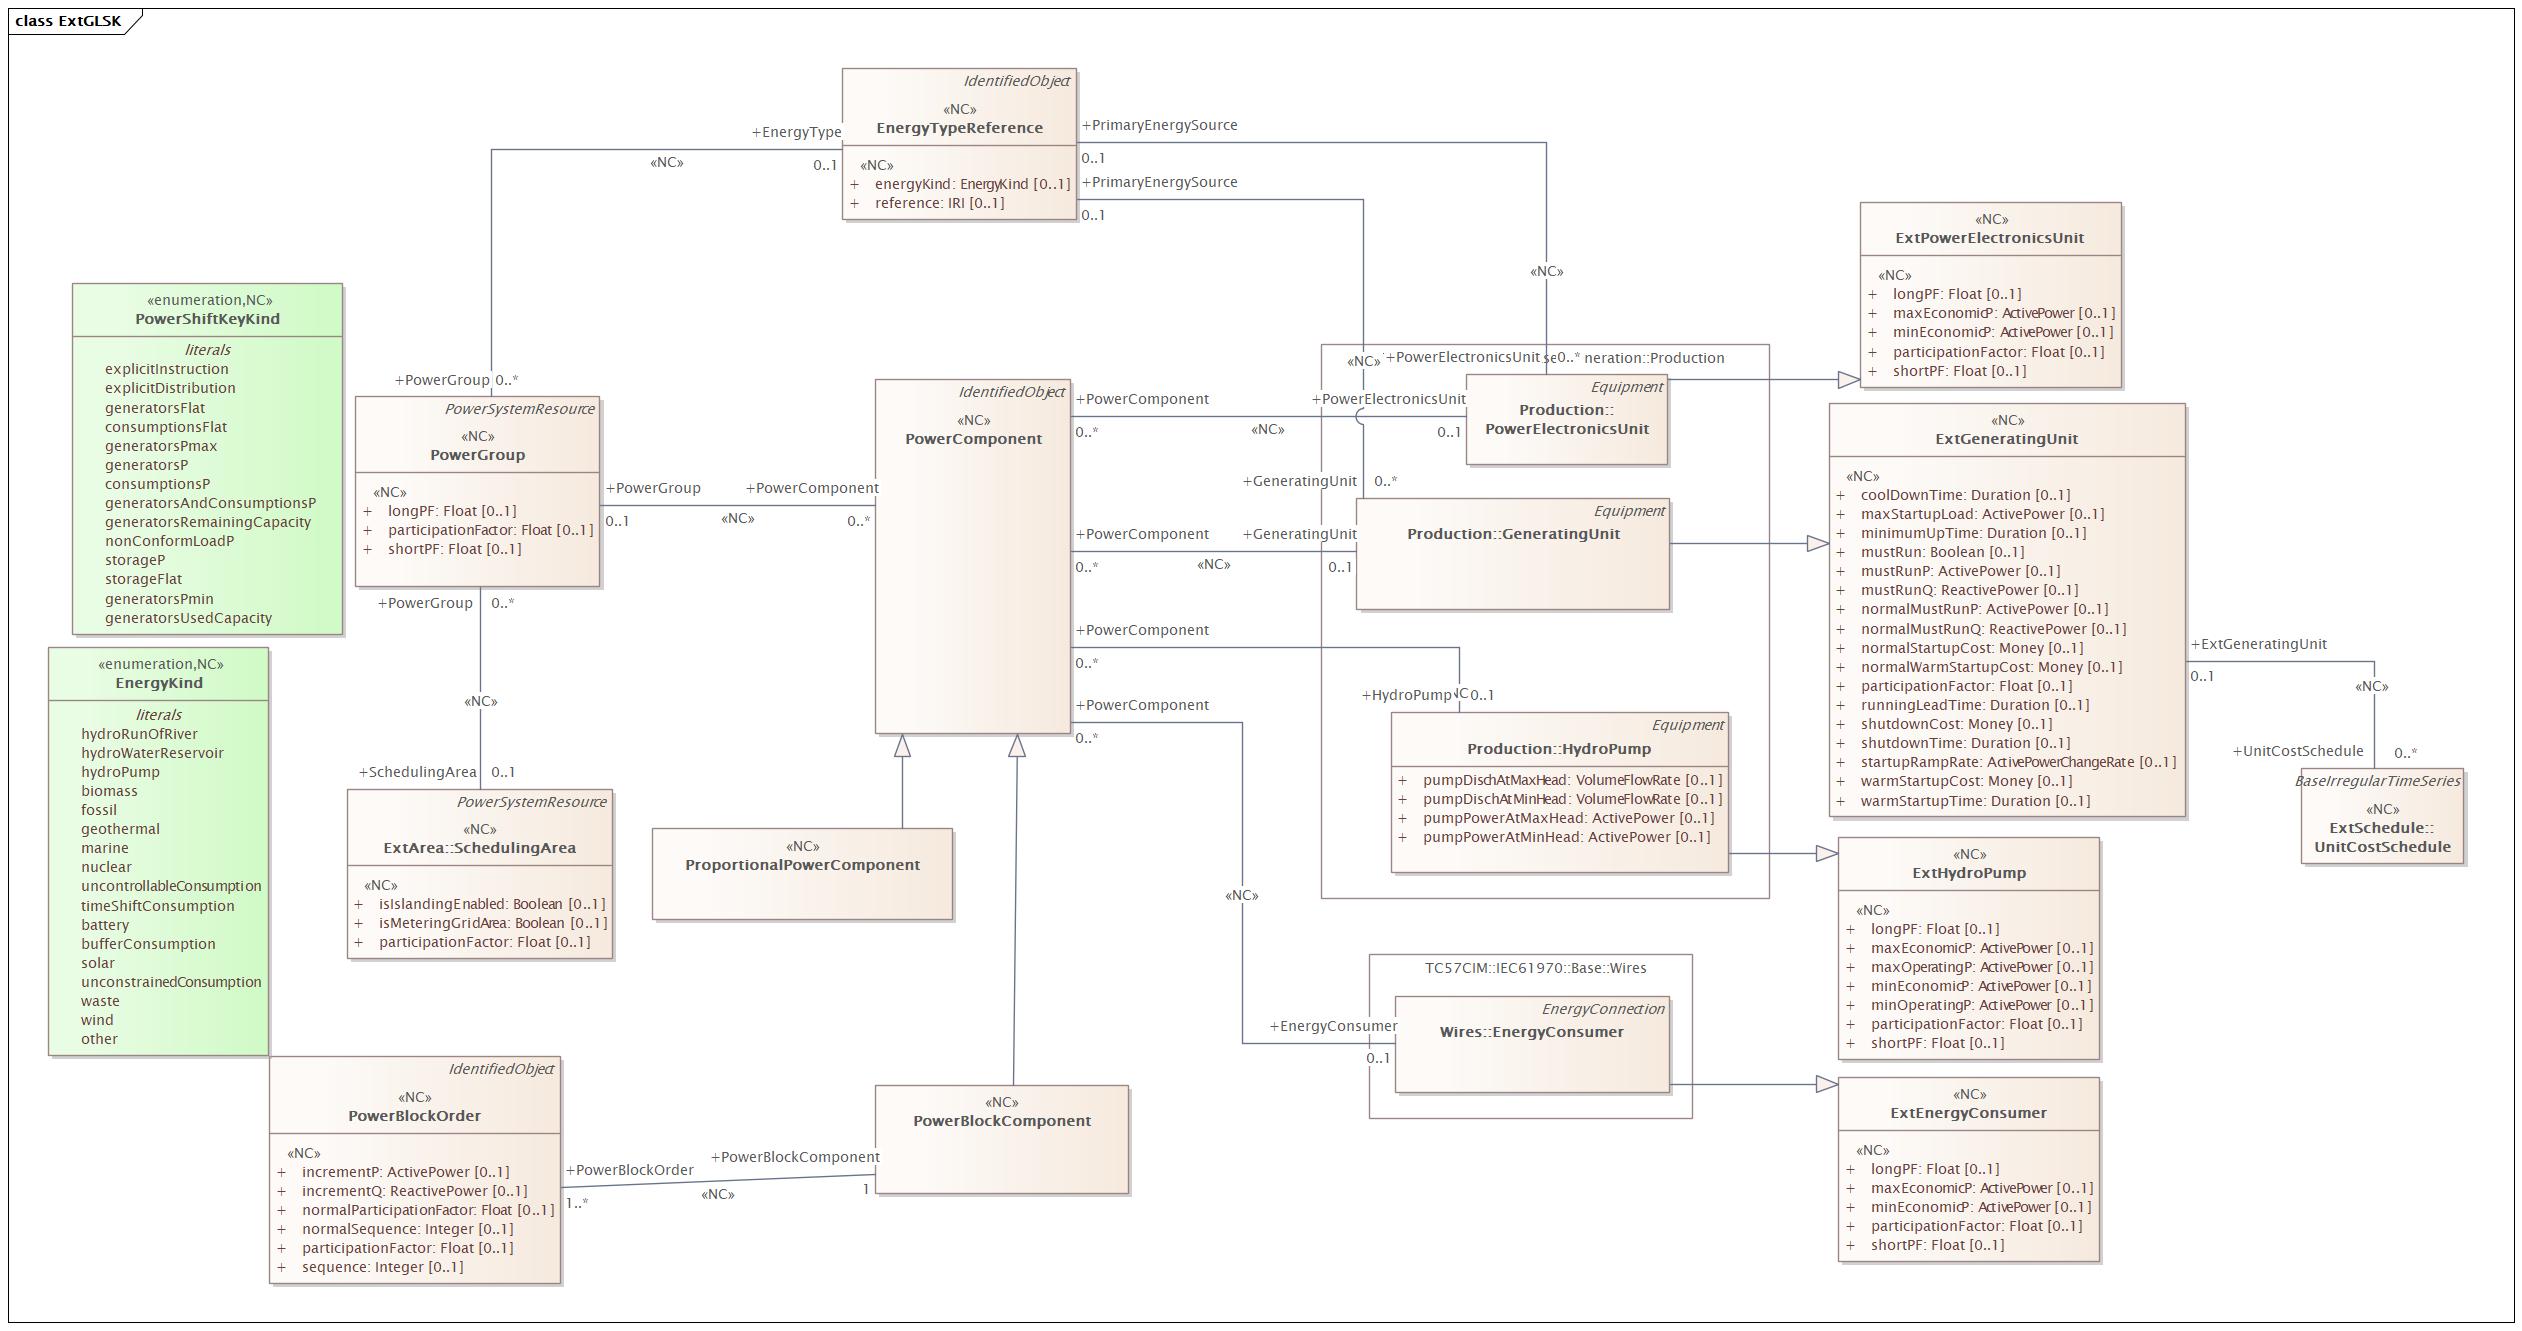 class ExtGLSK
IdentifiedObject
«NC»
EnergyTypeReference
«NC»
+ energyKind: EnergyKind [0..1]
+ reference: IRI [0..1]
+EnergyType
0..1
«NC»
+PowerGroup 0..*
+PrimaryEnergySource
0..1
«NC»
+PowerElectronicsUnit
0..*
+PrimaryEnergySource
0..1
«NC»
+GeneratingUnit 0..*
«enumeration,NC»
PowerShiftKeyKind
literals
explicitInstruction
explicitDistribution
generatorsFlat
consumptionsFlat
generatorsPmax
generatorsP
consumptionsP
generatorsAndConsumptionsP
generatorsRemainingCapacity
nonConformLoadP
storageP
storageFlat
generatorsPmin
generatorsUsedCapacity
«enumeration,NC»
EnergyKind
literals
hydroRunOfRiver
hydroWaterReservoir
hydroPump
biomass
fossil
geothermal
marine
nuclear
uncontrollableConsumption
timeShiftConsumption
battery
bufferConsumption
solar
unconstrainedConsumption
waste
wind
other
PowerSystemResource
«NC»
PowerGroup
«NC»
+ longPF: Float [0..1]
+ participationFactor: Float [0..1]
+ shortPF: Float [0..1]
+PowerGroup
0..1
«NC»
+PowerComponent
0..*
+PowerGroup 0..*
«NC»
+SchedulingArea 0..1
PowerSystemResource
«NC»
ExtArea::SchedulingArea
«NC»
+ isIslandingEnabled: Boolean [0..1]
+ isMeteringGridArea: Boolean [0..1]
+ participationFactor: Float [0..1]
IdentifiedObject
«NC»
PowerComponent
+PowerComponent
0..*
«NC»
+PowerElectronicsUnit
0..1
+PowerComponent
0..*
«NC»
+GeneratingUnit
0..1
+PowerComponent
0..*
NC
+HydroPump 0..1
+PowerComponent
0..*
«NC»
+EnergyConsumer
0..1
«NC»
ProportionalPowerComponent
IdentifiedObject
«NC»
PowerBlockOrder
«NC»
+ incrementP: ActivePower [0..1]
+ incrementQ: ReactivePower [0..1]
+ normalParticipationFactor: Float [0..1]
+ normalSequence: Integer [0..1]
+ participationFactor: Float [0..1]
+ sequence: Integer [0..1]
+PowerBlockOrder
1..*
«NC»
+PowerBlockComponent
1
«NC»
PowerBlockComponent
neration::Production
Equipment
Production::
PowerElectronicsUnit
Equipment
Production::GeneratingUnit
Equipment
Production::HydroPump
+ pumpDischAtMaxHead: VolumeFlowRate [0..1]
+ pumpDischAtMinHead: VolumeFlowRate [0..1]
+ pumpPowerAtMaxHead: ActivePower [0..1]
+ pumpPowerAtMinHead: ActivePower [0..1]
TC57CIM::IEC61970::Base::Wires
EnergyConnection
Wires::EnergyConsumer
«NC»
ExtPowerElectronicsUnit
«NC»
+ longPF: Float [0..1]
+ maxEconomicP: ActivePower [0..1]
+ minEconomicP: ActivePower [0..1]
+ participationFactor: Float [0..1]
+ shortPF: Float [0..1]
«NC»
ExtGeneratingUnit
«NC»
+ coolDownTime: Duration [0..1]
+ maxStartupLoad: ActivePower [0..1]
+ minimumUpTime: Duration [0..1]
+ mustRun: Boolean [0..1]
+ mustRunP: ActivePower [0..1]
+ mustRunQ: ReactivePower [0..1]
+ normalMustRunP: ActivePower [0..1]
+ normalMustRunQ: ReactivePower [0..1]
+ normalStartupCost: Money [0..1]
+ normalWarmStartupCost: Money [0..1]
+ participationFactor: Float [0..1]
+ runningLeadTime: Duration [0..1]
+ shutdownCost: Money [0..1]
+ shutdownTime: Duration [0..1]
+ startupRampRate: ActivePowerChangeRate [0..1]
+ warmStartupCost: Money [0..1]
+ warmStartupTime: Duration [0..1]
+ExtGeneratingUnit
0..1
«NC»
+UnitCostSchedule 0..*
BaseIrregularTimeSeries
«NC»
ExtSchedule::
UnitCostSchedule
«NC»
ExtHydroPump
«NC»
+ longPF: Float [0..1]
+ maxEconomicP: ActivePower [0..1]
+ maxOperatingP: ActivePower [0..1]
+ minEconomicP: ActivePower [0..1]
+ minOperatingP: ActivePower [0..1]
+ participationFactor: Float [0..1]
+ shortPF: Float [0..1]
«NC»
ExtEnergyConsumer
«NC»
+ longPF: Float [0..1]
+ maxEconomicP: ActivePower [0..1]
+ minEconomicP: ActivePower [0..1]
+ participationFactor: Float [0..1]
+ shortPF: Float [0..1]